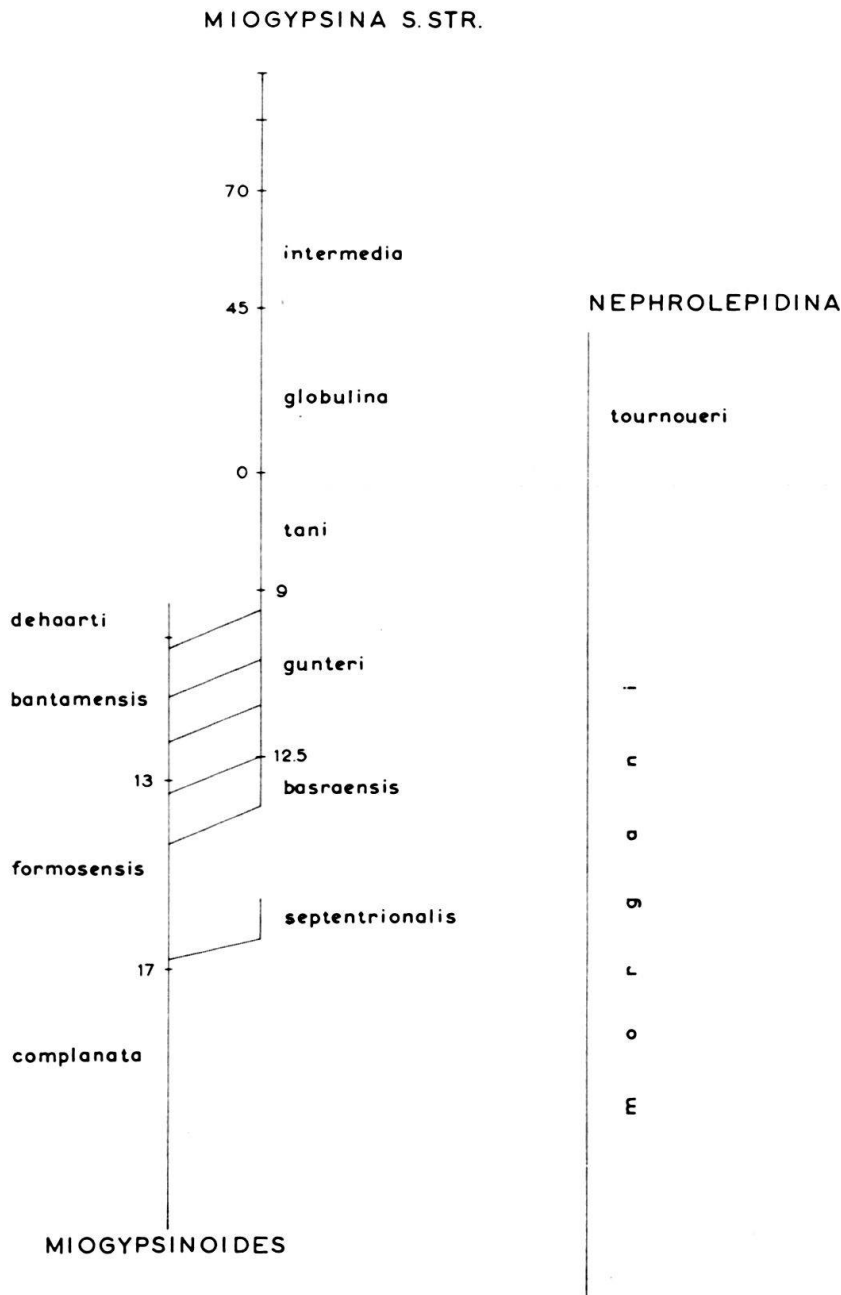 MIOGYPSINA S.STR.
70
intermedia
45
NEPHROLEPIDINA
globulina
tournoueri
0
tani
9
dehaarti
gunteri
bantamensis
12.5
13
basraensis
formosensis
septentrionalis
17
complanata
morgani
MIOGYPSINOIDES